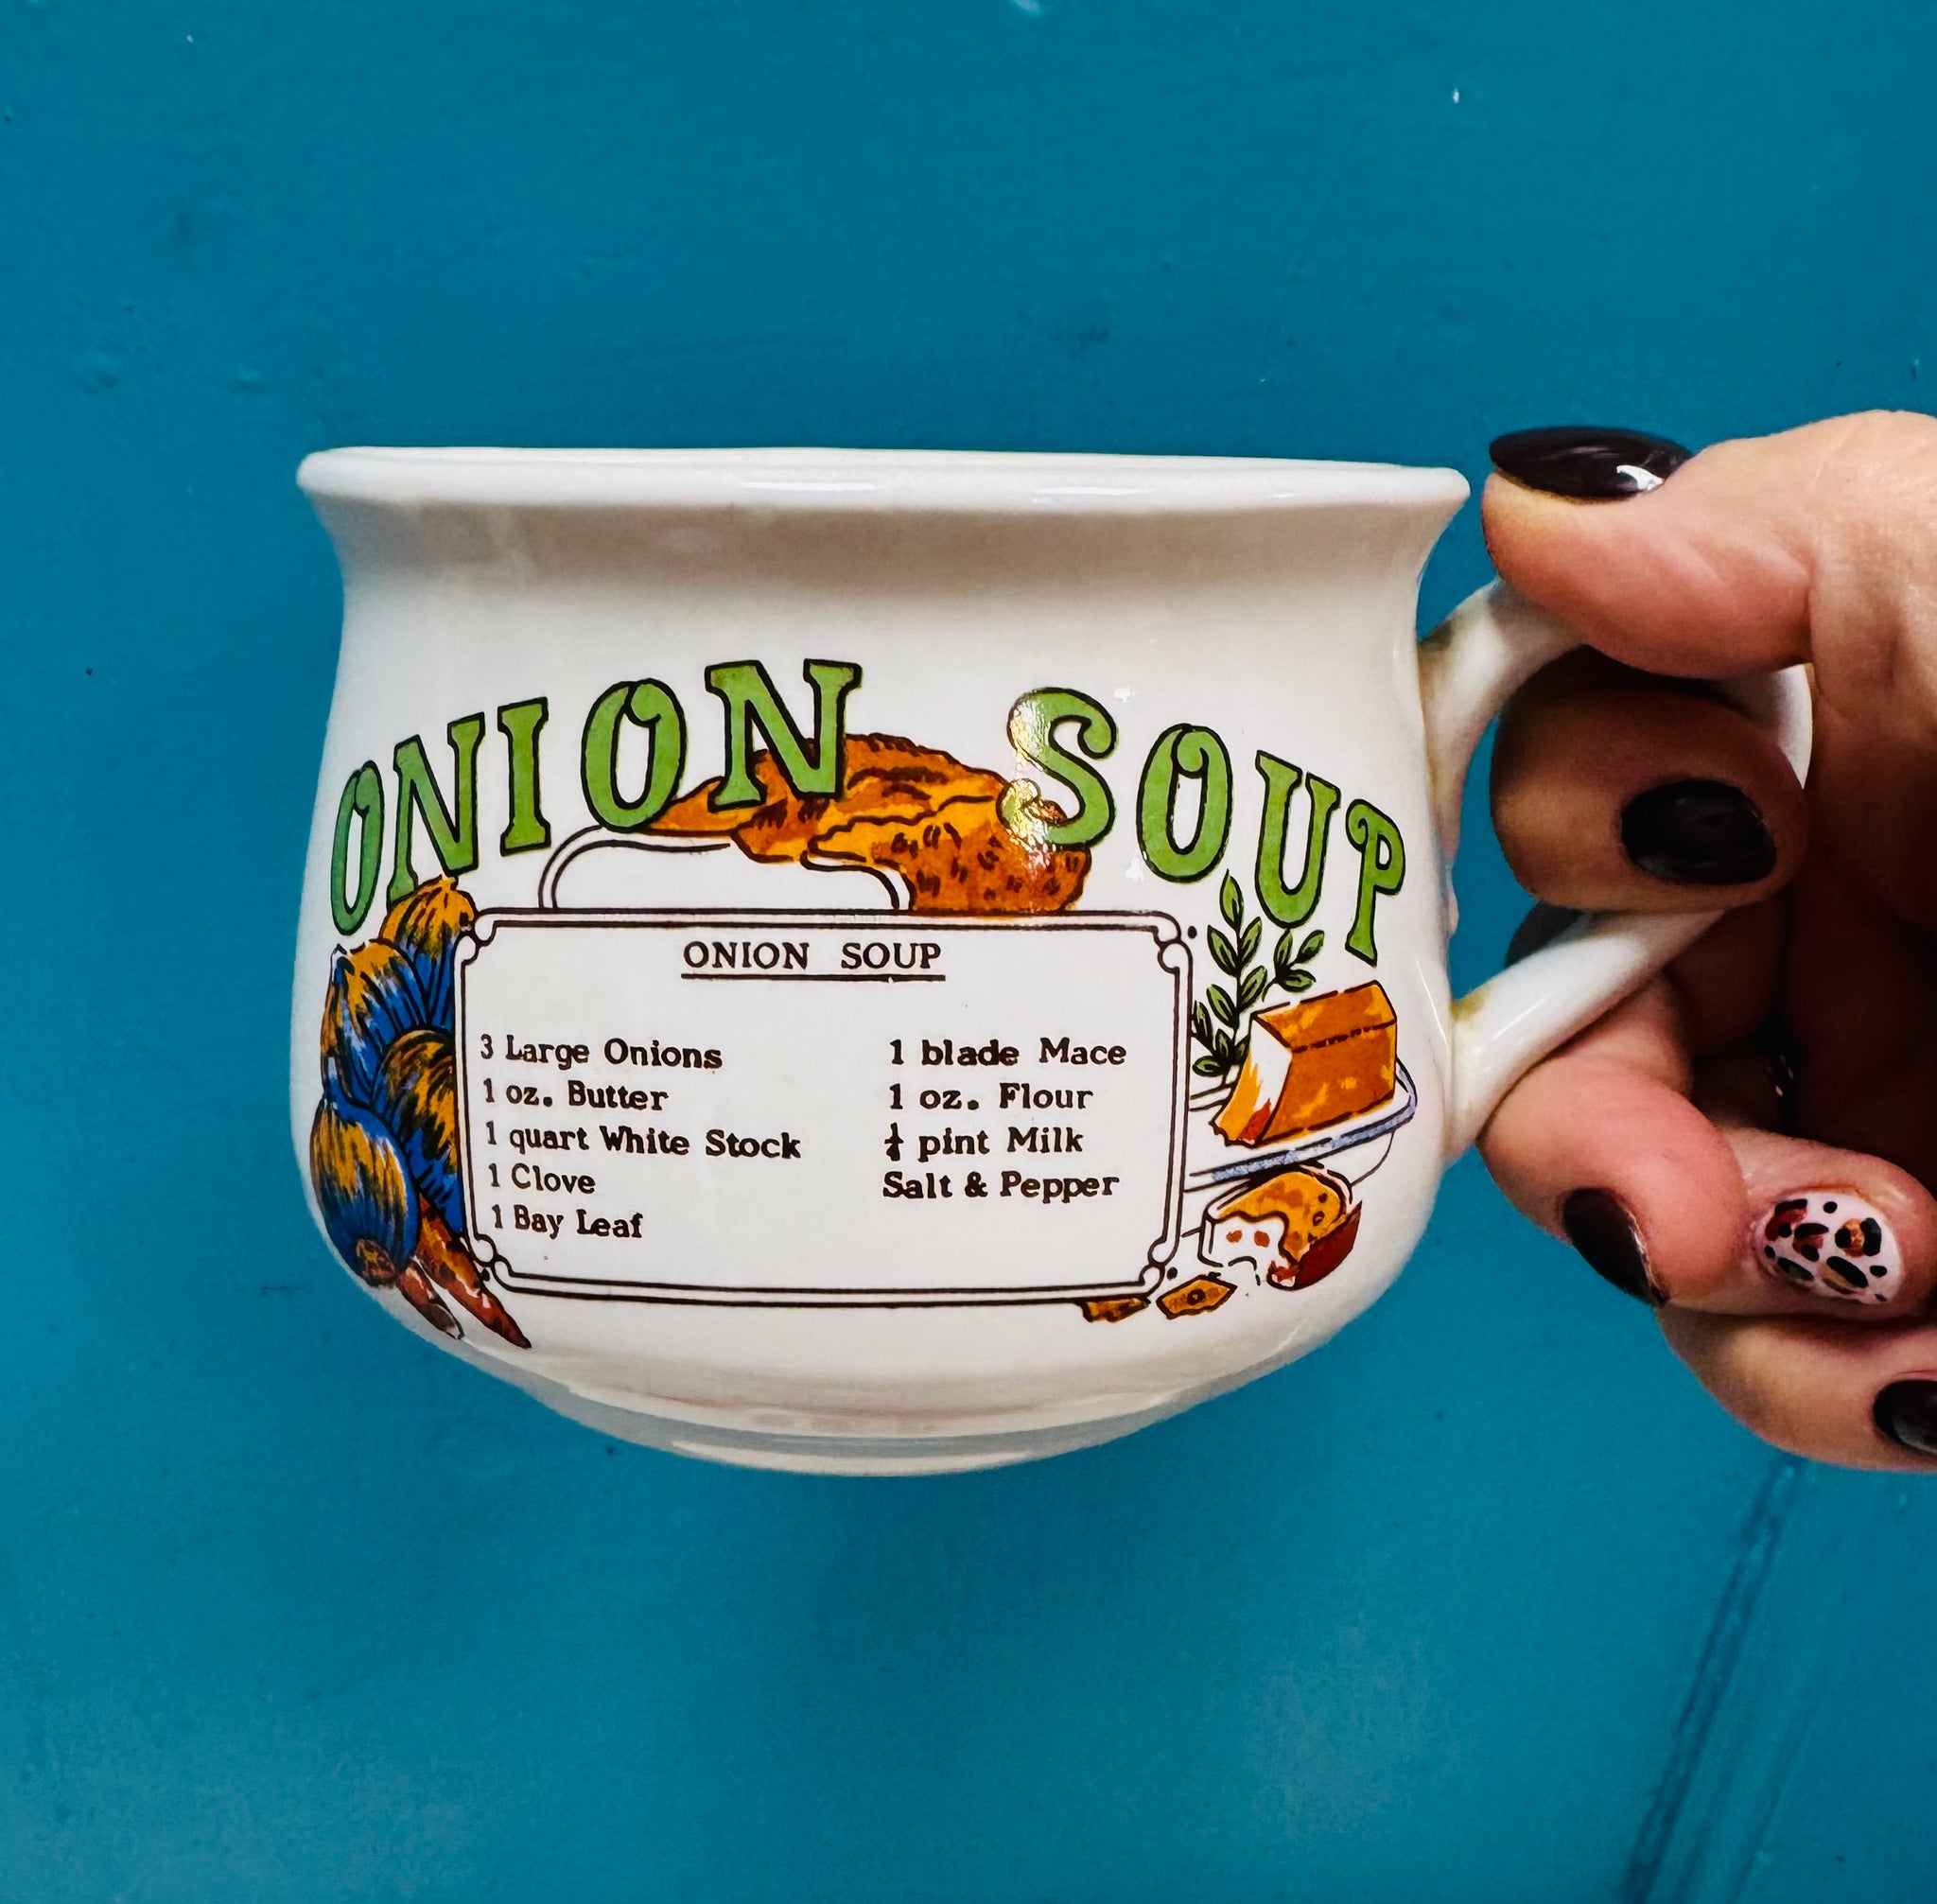 ONION SOUP
ONION SOUP
3 Large Onions
1 oz. Butter
1 quart White Stock
1 Clove
1 Bay Leaf
1 blade Mace
1 oz. Flour
¼ pint Milk
Salt & Pepper